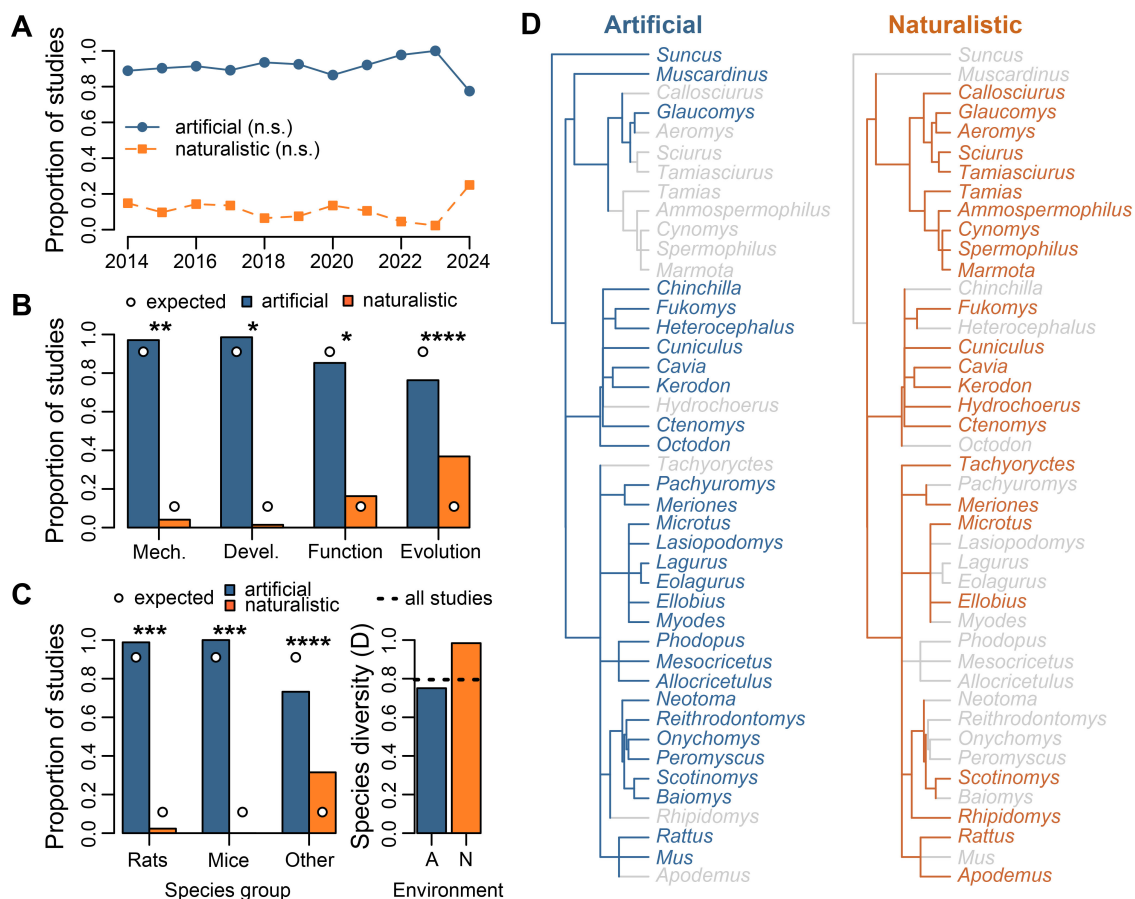 A
Proportion of studies
0.0 0.2 0.4 0.6 0.8 1.0
artificial (n.s.)
naturalistic (n.s.)
2014 2016 2018 2020 2022 2024
B
expected artificial naturalistic
Proportion of studies
0.0 0.2 0.4 0.6 0.8 1.0
** * * ****
Mech. Devel. Function Evolution
C
expected artificial
naturalistic
all studies
Proportion of studies
0.0 0.2 0.4 0.6 0.8 1.0
*** *** ****
Rats Mice Other
Species group
Species diversity (D)
0.0 0.2 0.4 0.6 0.8 1.0
A N
Environment
D
Artificial
Suncus
Muscardinus
Callosciurus
Glaucomys
Aeromys
Sciurus
Tamiasciurus
Tamias
Ammospermophilus
Cynomys
Spermophilus
Marmota
Chinchilla
Fukomys
Heterocephalus
Cuniculus
Cavia
Kerodon
Hydrochoerus
Ctenomys
Octodon
Tachyoryctes
Pachyuromys
Meriones
Microtus
Lasiopodomys
Lagurus
Eolagurus
Ellobius
Myodes
Phodopus
Mesocricetus
Allocricetulus
Neotoma
Reithrodontomys
Onychomys
Peromyscus
Scotinomys
Baiomys
Rhipidomys
Rattus
Mus
Apodemus
Naturalistic
Suncus
Muscardinus
Callosciurus
Glaucomys
Aeromys
Sciurus
Tamiasciurus
Tamias
Ammospermophilus
Cynomys
Spermophilus
Marmota
Chinchilla
Fukomys
Heterocephalus
Cuniculus
Cavia
Kerodon
Hydrochoerus
Ctenomys
Octodon
Tachyoryctes
Pachyuromys
Meriones
Microtus
Lasiopodomys
Lagurus
Eolagurus
Ellobius
Myodes
Phodopus
Mesocricetus
Allocricetulus
Neotoma
Reithrodontomys
Onychomys
Peromyscus
Scotinomys
Baiomys
Rhipidomys
Rattus
Mus
Apodemus